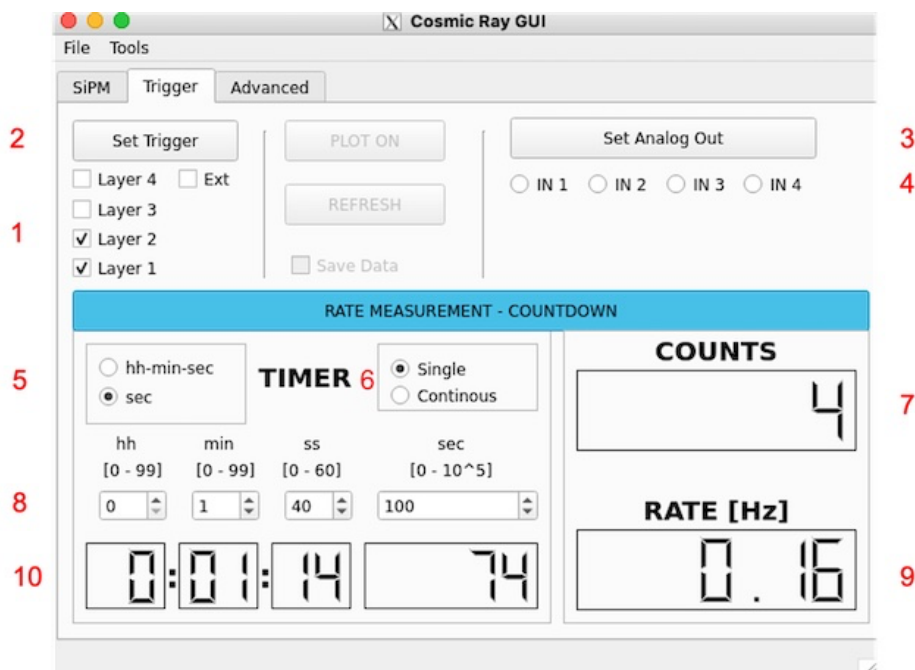 Cosmic Ray GUI
File Tools
SiPM Trigger Advanced
2 Set Trigger PLOT ON Set Analog Out 3
Layer 4 Ext IN 1 IN 2 IN 3 IN 4 4
Layer 3 REFRESH
1 Layer 2
Layer 1 Save Data
RATE MEASUREMENT - COUNTDOWN
5 hh-min-sec TIMER 6 Single COUNTS
sec Continous 4 7
hh min ss sec
[0 - 99] [0 - 99] [0 - 60] [0 - 10^5]
8 0 1 40 100 RATE [Hz]
10 0:01:14 74 0.16 9